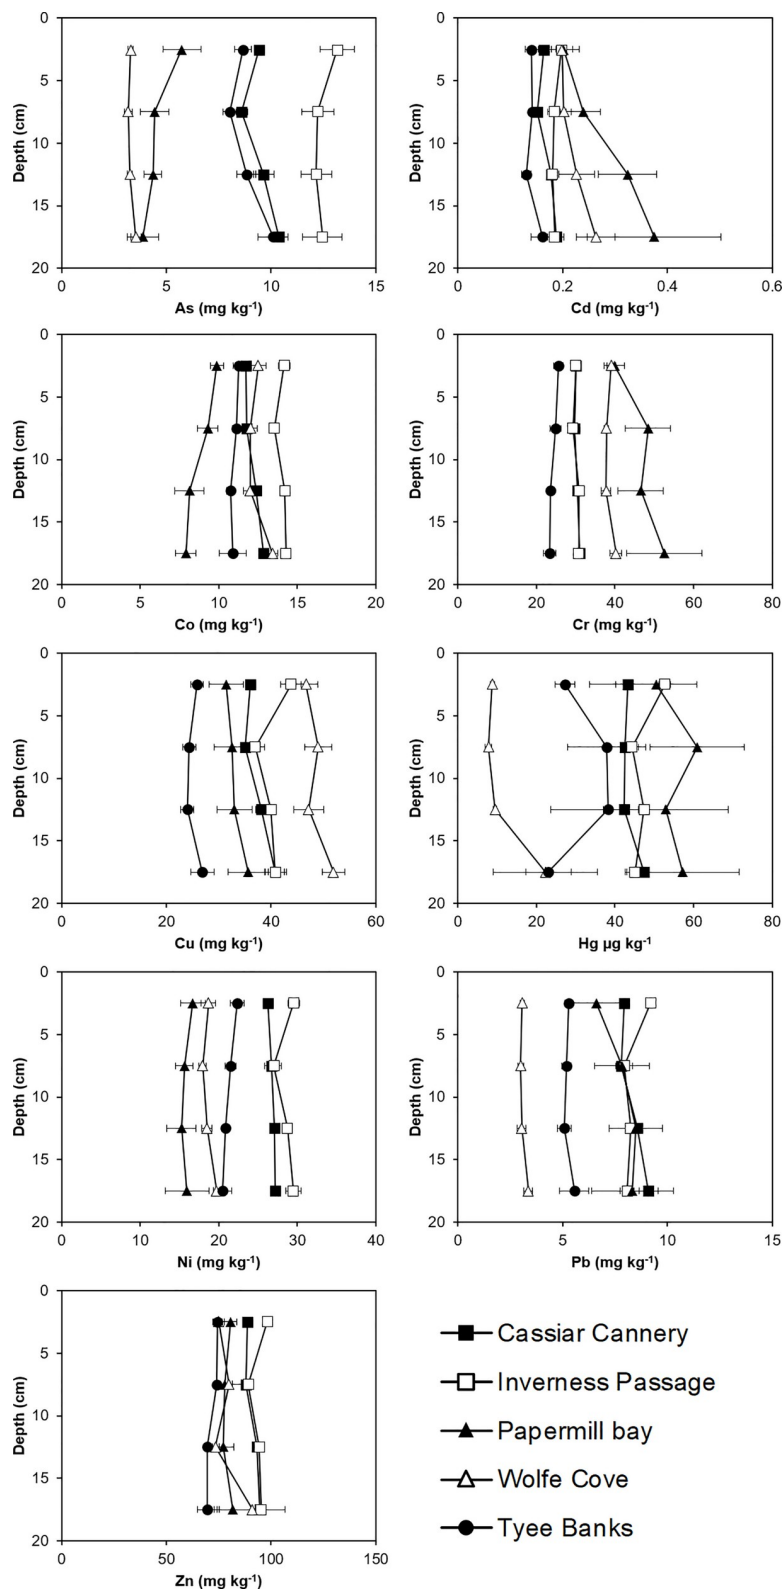 0
5
10
15
20
Depth (cm)
0 5 10 15
As (mg kg⁻¹)
0
5
10
15
20
Depth (cm)
0 0.2 0.4 0.6
Cd (mg kg⁻¹)
0
5
10
15
20
Depth (cm)
0 5 10 15 20
Co (mg kg⁻¹)
0
5
10
15
20
Depth (cm)
0 20 40 60 80
Cr (mg kg⁻¹)
0
5
10
15
20
Depth (cm)
0 20 40 60
Cu (mg kg⁻¹)
0
5
10
15
20
Depth (cm)
0 20 40 60 80
Hg µg kg⁻¹
0
5
10
15
20
Depth (cm)
0 10 20 30 40
Ni (mg kg⁻¹)
0
5
10
15
20
Depth (cm)
0 5 10 15
Pb (mg kg⁻¹)
0
5
10
15
20
Depth (cm)
0 50 100 150
Zn (mg kg⁻¹)
Cassiar Cannery
Inverness Passage
Papermill bay
Wolfe Cove
Tyee Banks